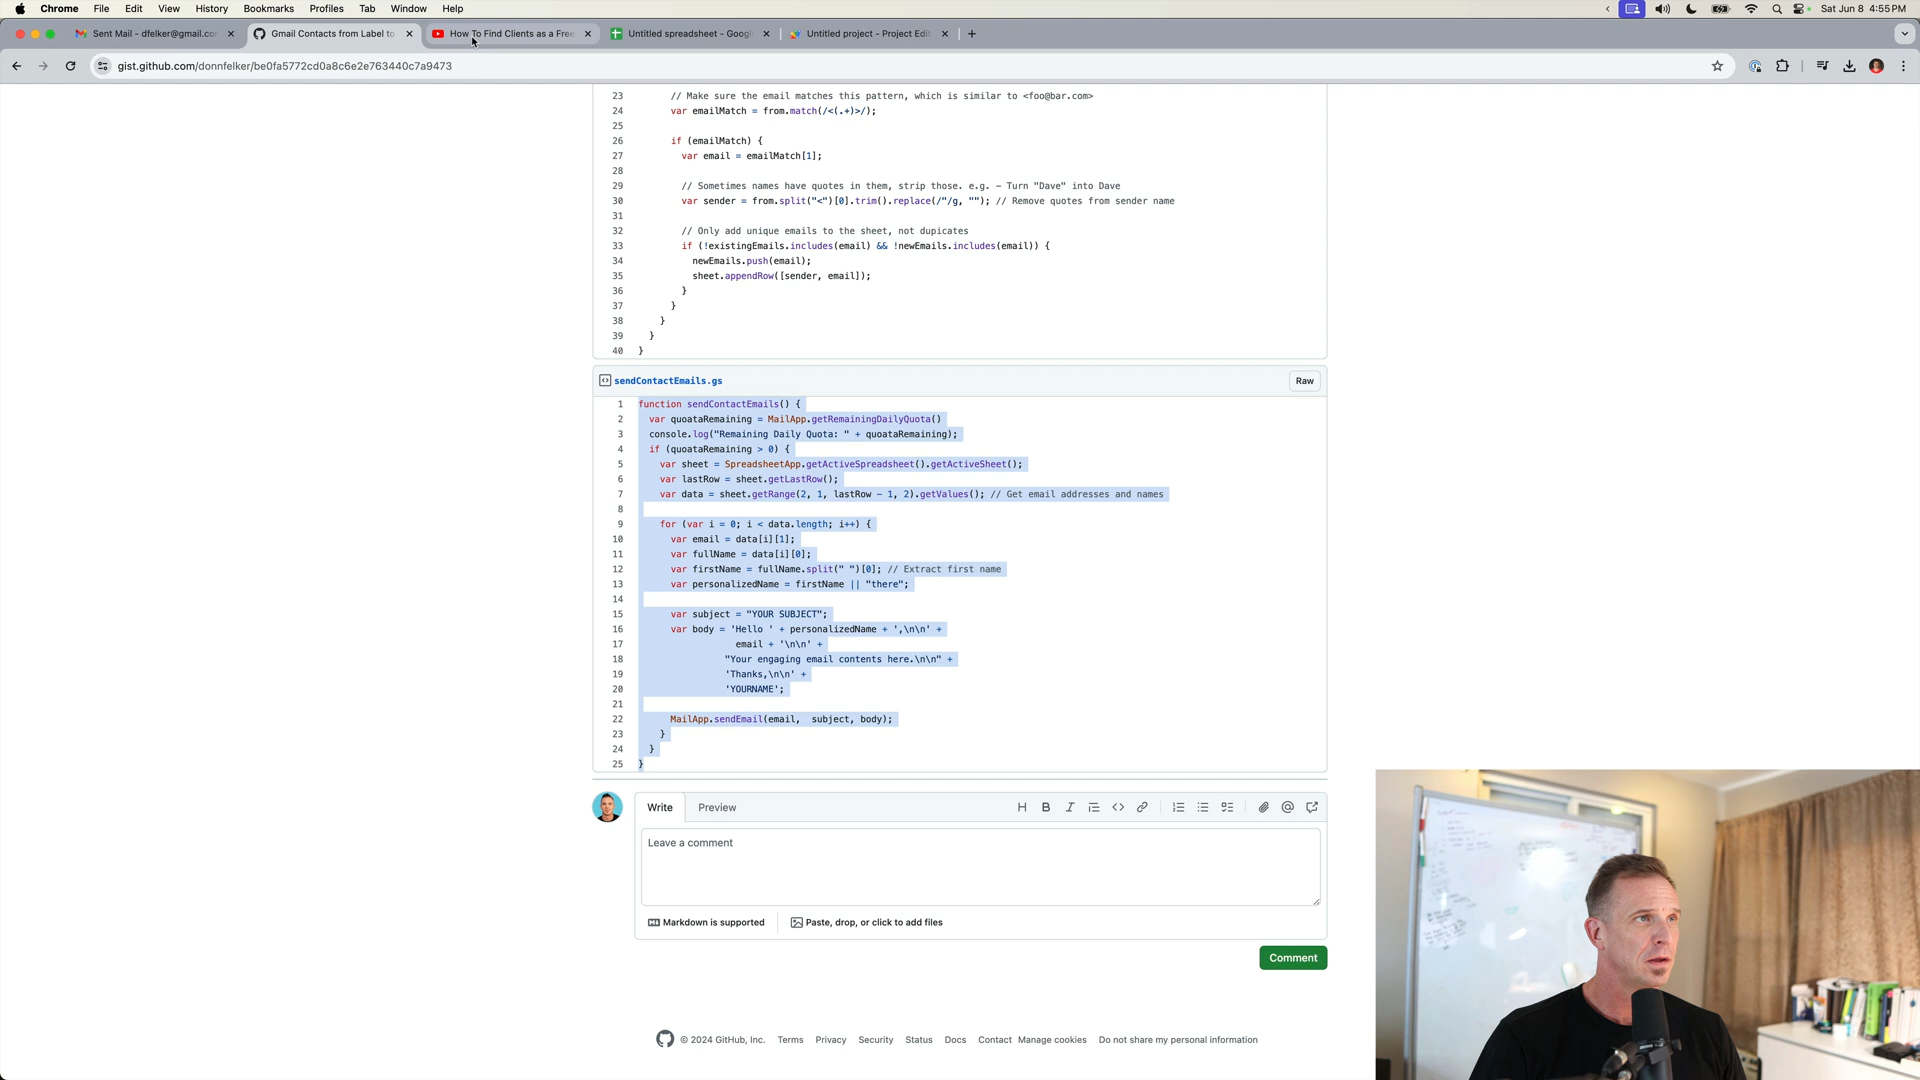 Chrome File Edit View History Bookmarks Profiles Tab Window Help Sat Jun 8 4:55 PM
Sent Mail - dfelker@gmail.co
Gmail Contacts from Label to
How To Find Clients as a Free
Untitled spreadsheet - Goog
Untitled project - Project Edit
gist.github.com/donnfelker/be0fa5772cd0a8c6e2e763440c7a9473
23 // Make sure the email matches this pattern, which is similar to <foo@bar.com>
24 var emailMatch = from.match(/<(.+)>/);
25
26 if (emailMatch) {
27 var email = emailMatch[1];
28
29 // Sometimes names have quotes in them, strip those. e.g. - Turn "Dave" into Dave
30 var sender = from.split("<")[0].trim().replace(/"/g, ""); // Remove quotes from sender name
31
32 // Only add unique emails to the sheet, not dupicates
33 if (!existingEmails.includes(email) && !newEmails.includes(email)) {
34 newEmails.push(email);
35 sheet.appendRow([sender, email]);
36 }
37 }
38 }
39 }
40 }
sendContactEmails.gs
Raw
1 function sendContactEmails() {
2 var quoataRemaining = MailApp.getRemainingDailyQuota()
3 console.log("Remaining Daily Quota: " + quoataRemaining);
4 if (quoataRemaining > 0) {
5 var sheet = SpreadsheetApp.getActiveSpreadsheet().getActiveSheet();
6 var lastRow = sheet.getLastRow();
7 var data = sheet.getRange(2, 1, lastRow - 1, 2).getValues(); // Get email addresses and names
8
9 for (var i = 0; i < data.length; i++) {
10 var email = data[i][1];
11 var fullName = data[i][0];
12 var firstName = fullName.split(" ")[0]; // Extract first name
13 var personalizedName = firstName || "there";
14
15 var subject = "YOUR SUBJECT";
16 var body = 'Hello ' + personalizedName + ',\n\n' +
17 email + '\n\n' +
18 "Your engaging email contents here.\n\n" +
19 'Thanks,\n\n' +
20 'YOURNAME';
21
22 MailApp.sendEmail(email,  subject, body);
23 }
24 }
25 }
Write
Preview
Leave a comment
Markdown is supported
Paste, drop, or click to add files
Comment
© 2024 GitHub, Inc. Terms Privacy Security Status Docs Contact Manage cookies Do not share my personal information